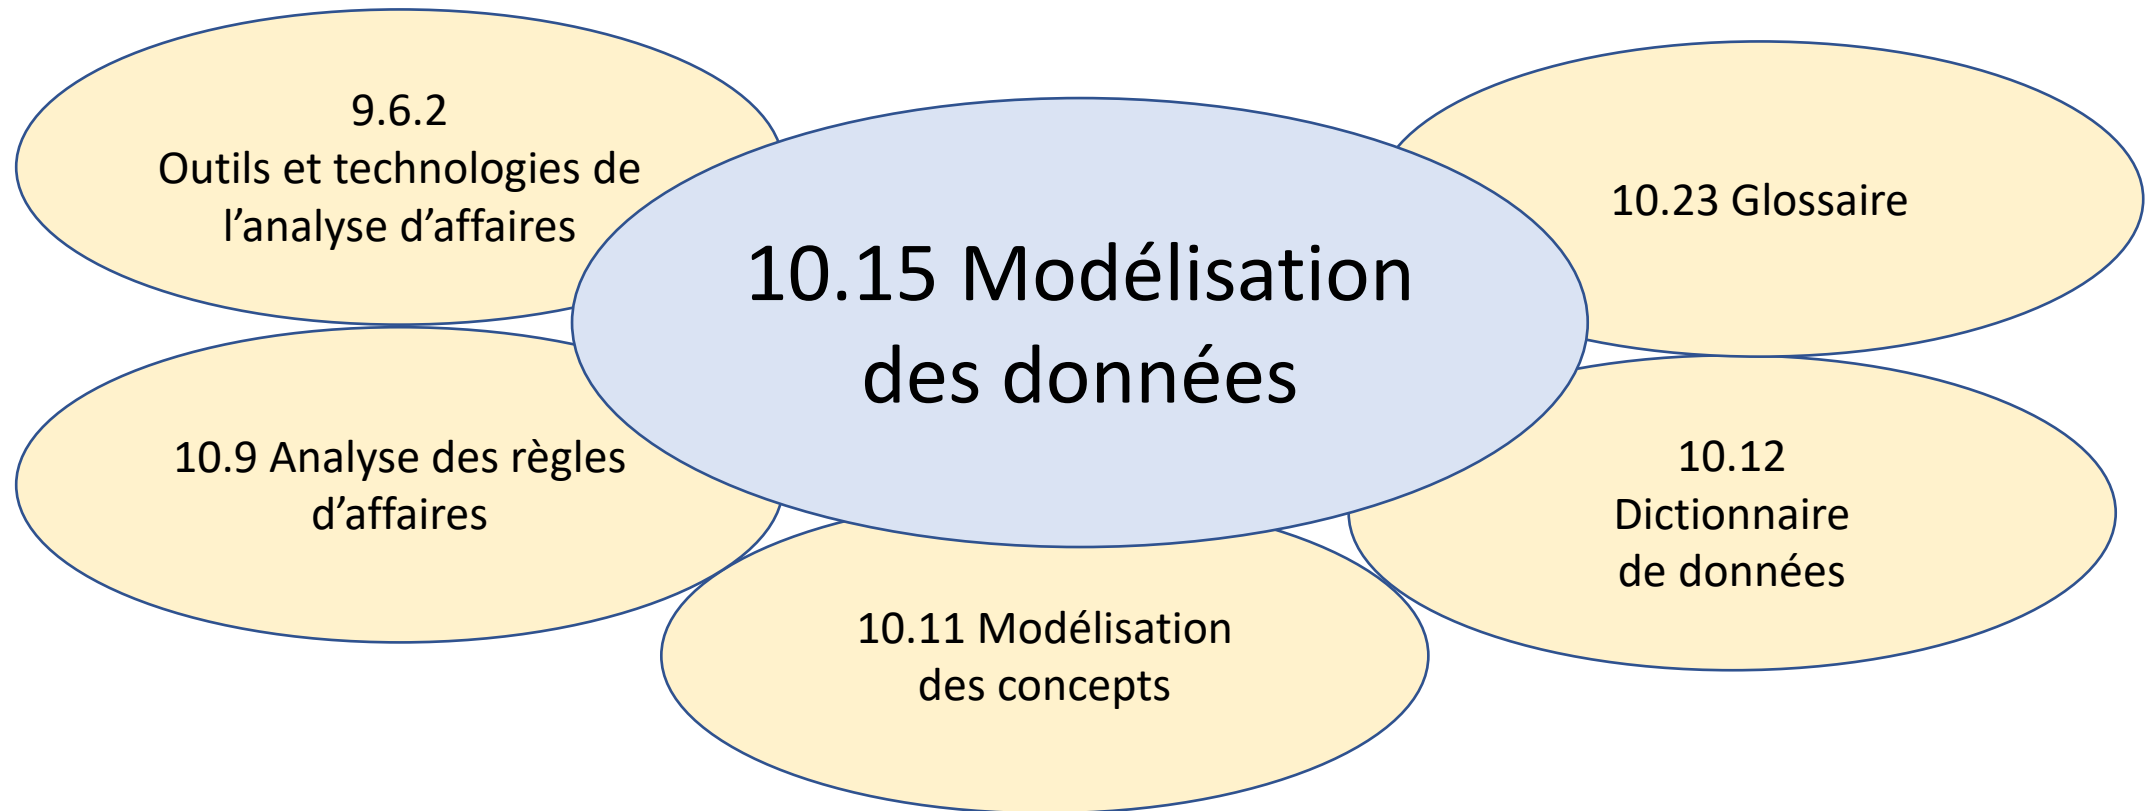 9.6.2
Outils et technologies de
l’analyse d’affaires
10.15 Modélisation
des données
10.23 Glossaire
10.9 Analyse des règles
d’affaires
10.11 Modélisation
des concepts
10.12
Dictionnaire
de données